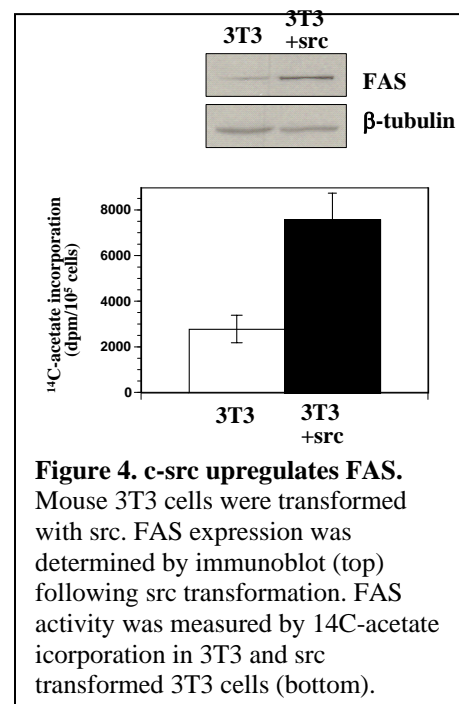 3T3
3T3
+src
FAS
β-tubulin
¹⁴C-acetate incorporation
(dpm/10⁵ cells)
8000
6000
4000
2000
0
3T3
3T3
+src
Figure 4. c-src upregulates FAS.
Mouse 3T3 cells were transformed
with src. FAS expression was
determined by immunoblot (top)
following src transformation. FAS
activity was measured by 14C-acetate
icorporation in 3T3 and src
transformed 3T3 cells (bottom).